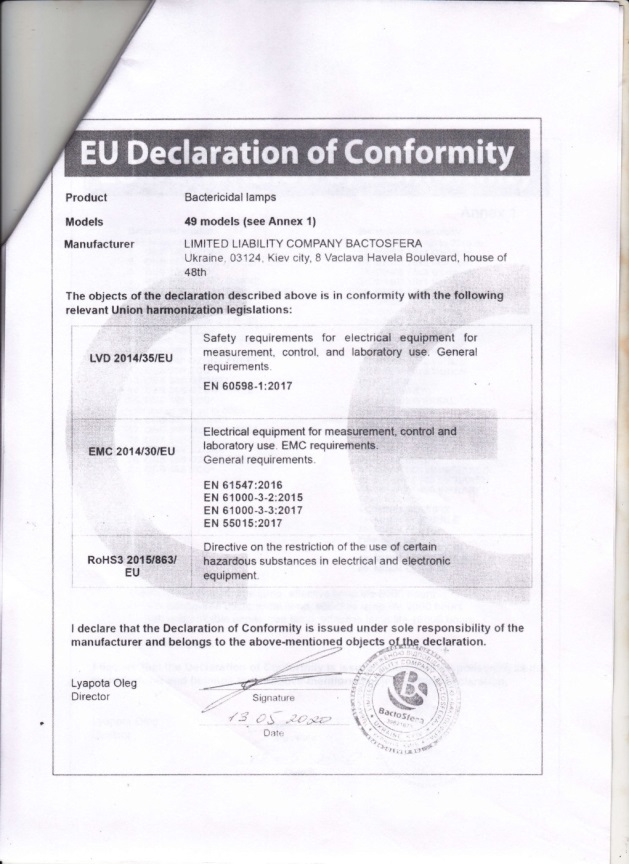 EU Declaration of Conformity
Product Bactericidal lamps
Models 49 models (see Annex 1)
Manufacturer LIMITED LIABILITY COMPANY BACTOSFERA
Ukraine, 03124, Kiev city, 8 Vaclava Havela Boulevard, house of
48th
The objects of the declaration described above is in conformity with the following
relevant Union harmonization legislations:
LVD 2014/35/EU
Safety requirements for electrical equipment for
measurement, control, and laboratory use. General
requirements.
EN 60598-1:2017
EMC 2014/30/EU
Electrical equipment for measurement, control and
laboratory use. EMC requirements.
General requirements.
EN 61547:2016
EN 61000-3-2:2015
EN 61000-3-3:2017
EN 55015:2017
RoHS3 2015/863/
EU
Directive on the restriction of the use of certain
hazardous substances in electrical and electronic
equipment.
I declare that the Declaration of Conformity is issued under sole responsibility of the
manufacturer and belongs to the above-mentioned objects of the declaration.
Lyapota Oleg
Director
Signature
13.05.2020
Date
BactoSfera